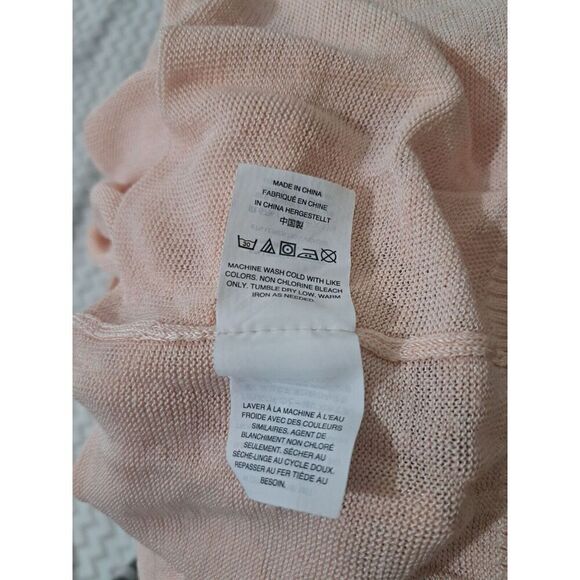 MADE IN CHINA
FABRIQUÉ EN CHINE
IN CHINA HERGESTELLT
中国製
30
MACHINE WASH COLD WITH LIKE
COLORS. NON CHLORINE BLEACH
ONLY. TUMBLE DRY LOW. WARM
IRON AS NEEDED.
LAVER À LA MACHINE À L'EAU
FROIDE AVEC DES COULEURS
SIMILAIRES. AGENT DE
BLANCHIMENT NON CHLORÉ
SEULEMENT. SÉCHER AU
SÈCHE-LINGE AU CYCLE DOUX.
REPASSER AU FER TIÈDE AU
BESOIN.